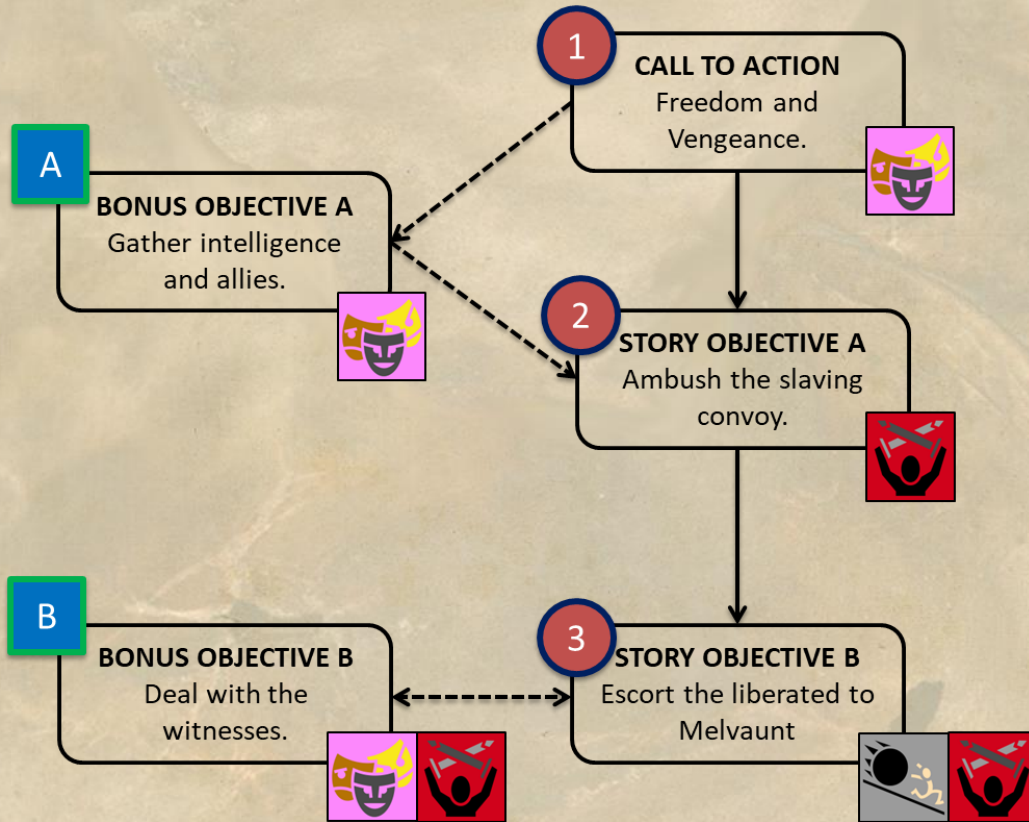 1
CALL TO ACTION
Freedom and
Vengeance.
A
BONUS OBJECTIVE A
Gather intelligence
and allies.
2
STORY OBJECTIVE A
Ambush the slaving
convoy.
B
BONUS OBJECTIVE B
Deal with the
witnesses.
3
STORY OBJECTIVE B
Escort the liberated to
Melvaunt